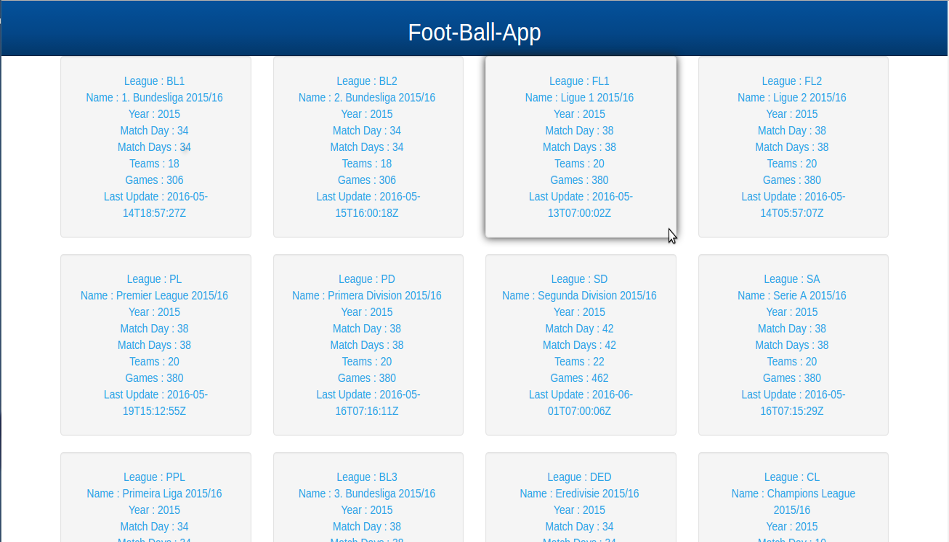 Foot-Ball-App
League : BL1
Name : 1. Bundesliga 2015/16
Year : 2015
Match Day : 34
Match Days : 34
Teams : 18
Games : 306
Last Update : 2016-05-
14T18:57:27Z
League : BL2
Name : 2. Bundesliga 2015/16
Year : 2015
Match Day : 34
Match Days : 34
Teams : 18
Games : 306
Last Update : 2016-05-
15T16:00:18Z
League : FL1
Name : Ligue 1 2015/16
Year : 2015
Match Day : 38
Match Days : 38
Teams : 20
Games : 380
Last Update : 2016-05-
13T07:00:02Z
League : FL2
Name : Ligue 2 2015/16
Year : 2015
Match Day : 38
Match Days : 38
Teams : 20
Games : 380
Last Update : 2016-05-
14T05:57:07Z
League : PL
Name : Premier League 2015/16
Year : 2015
Match Day : 38
Match Days : 38
Teams : 20
Games : 380
Last Update : 2016-05-
19T15:12:55Z
League : PD
Name : Primera Division 2015/16
Year : 2015
Match Day : 38
Match Days : 38
Teams : 20
Games : 380
Last Update : 2016-05-
16T07:16:11Z
League : SD
Name : Segunda Division 2015/16
Year : 2015
Match Day : 42
Match Days : 42
Teams : 22
Games : 462
Last Update : 2016-06-
01T07:00:06Z
League : SA
Name : Serie A 2015/16
Year : 2015
Match Day : 38
Match Days : 38
Teams : 20
Games : 380
Last Update : 2016-05-
16T07:15:29Z
League : PPL
Name : Primeira Liga 2015/16
Year : 2015
Match Day : 34
Match Days : 34
League : BL3
Name : 3. Bundesliga 2015/16
Year : 2015
Match Day : 38
Match Days : 38
League : DED
Name : Eredivisie 2015/16
Year : 2015
Match Day : 34
Match Days : 34
League : CL
Name : Champions League
2015/16
Year : 2015
Match Day : 10